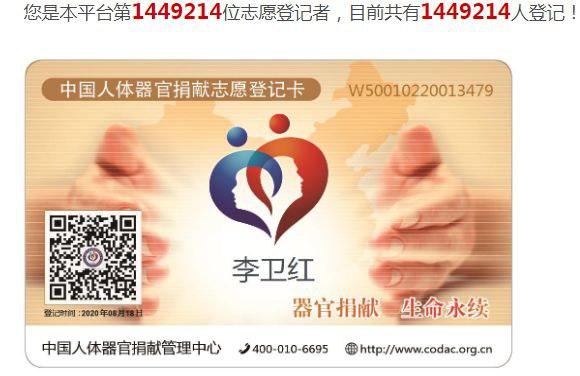 您是本平台第1449214位志愿登记者，目前共有1449214人登记！
中国人体器官捐献志愿登记卡
W50010220013479
李卫红
器官捐献 生命永续
登记时间：2020年08月18日
中国人体器官捐献管理中心 400-010-6695 http://www.codac.org.cn